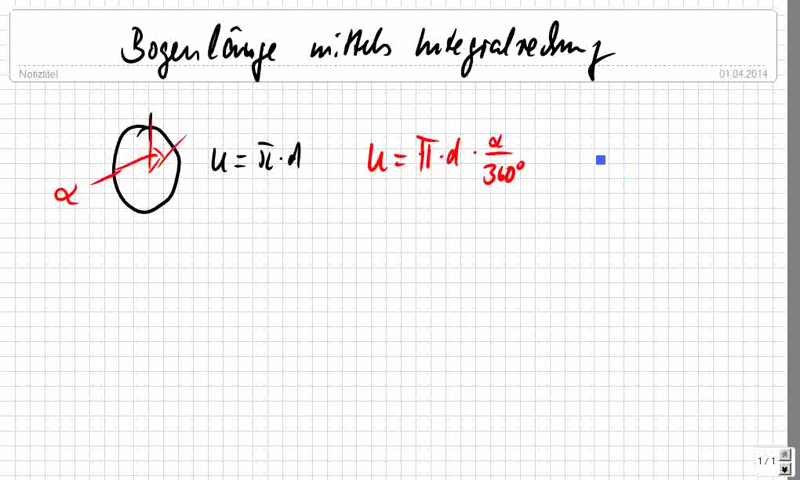 Bogenlänge mittels Integralrechnung
Notiztitel
01.04.2014
u = π · d
u = π · d · α/360°
α
1/1